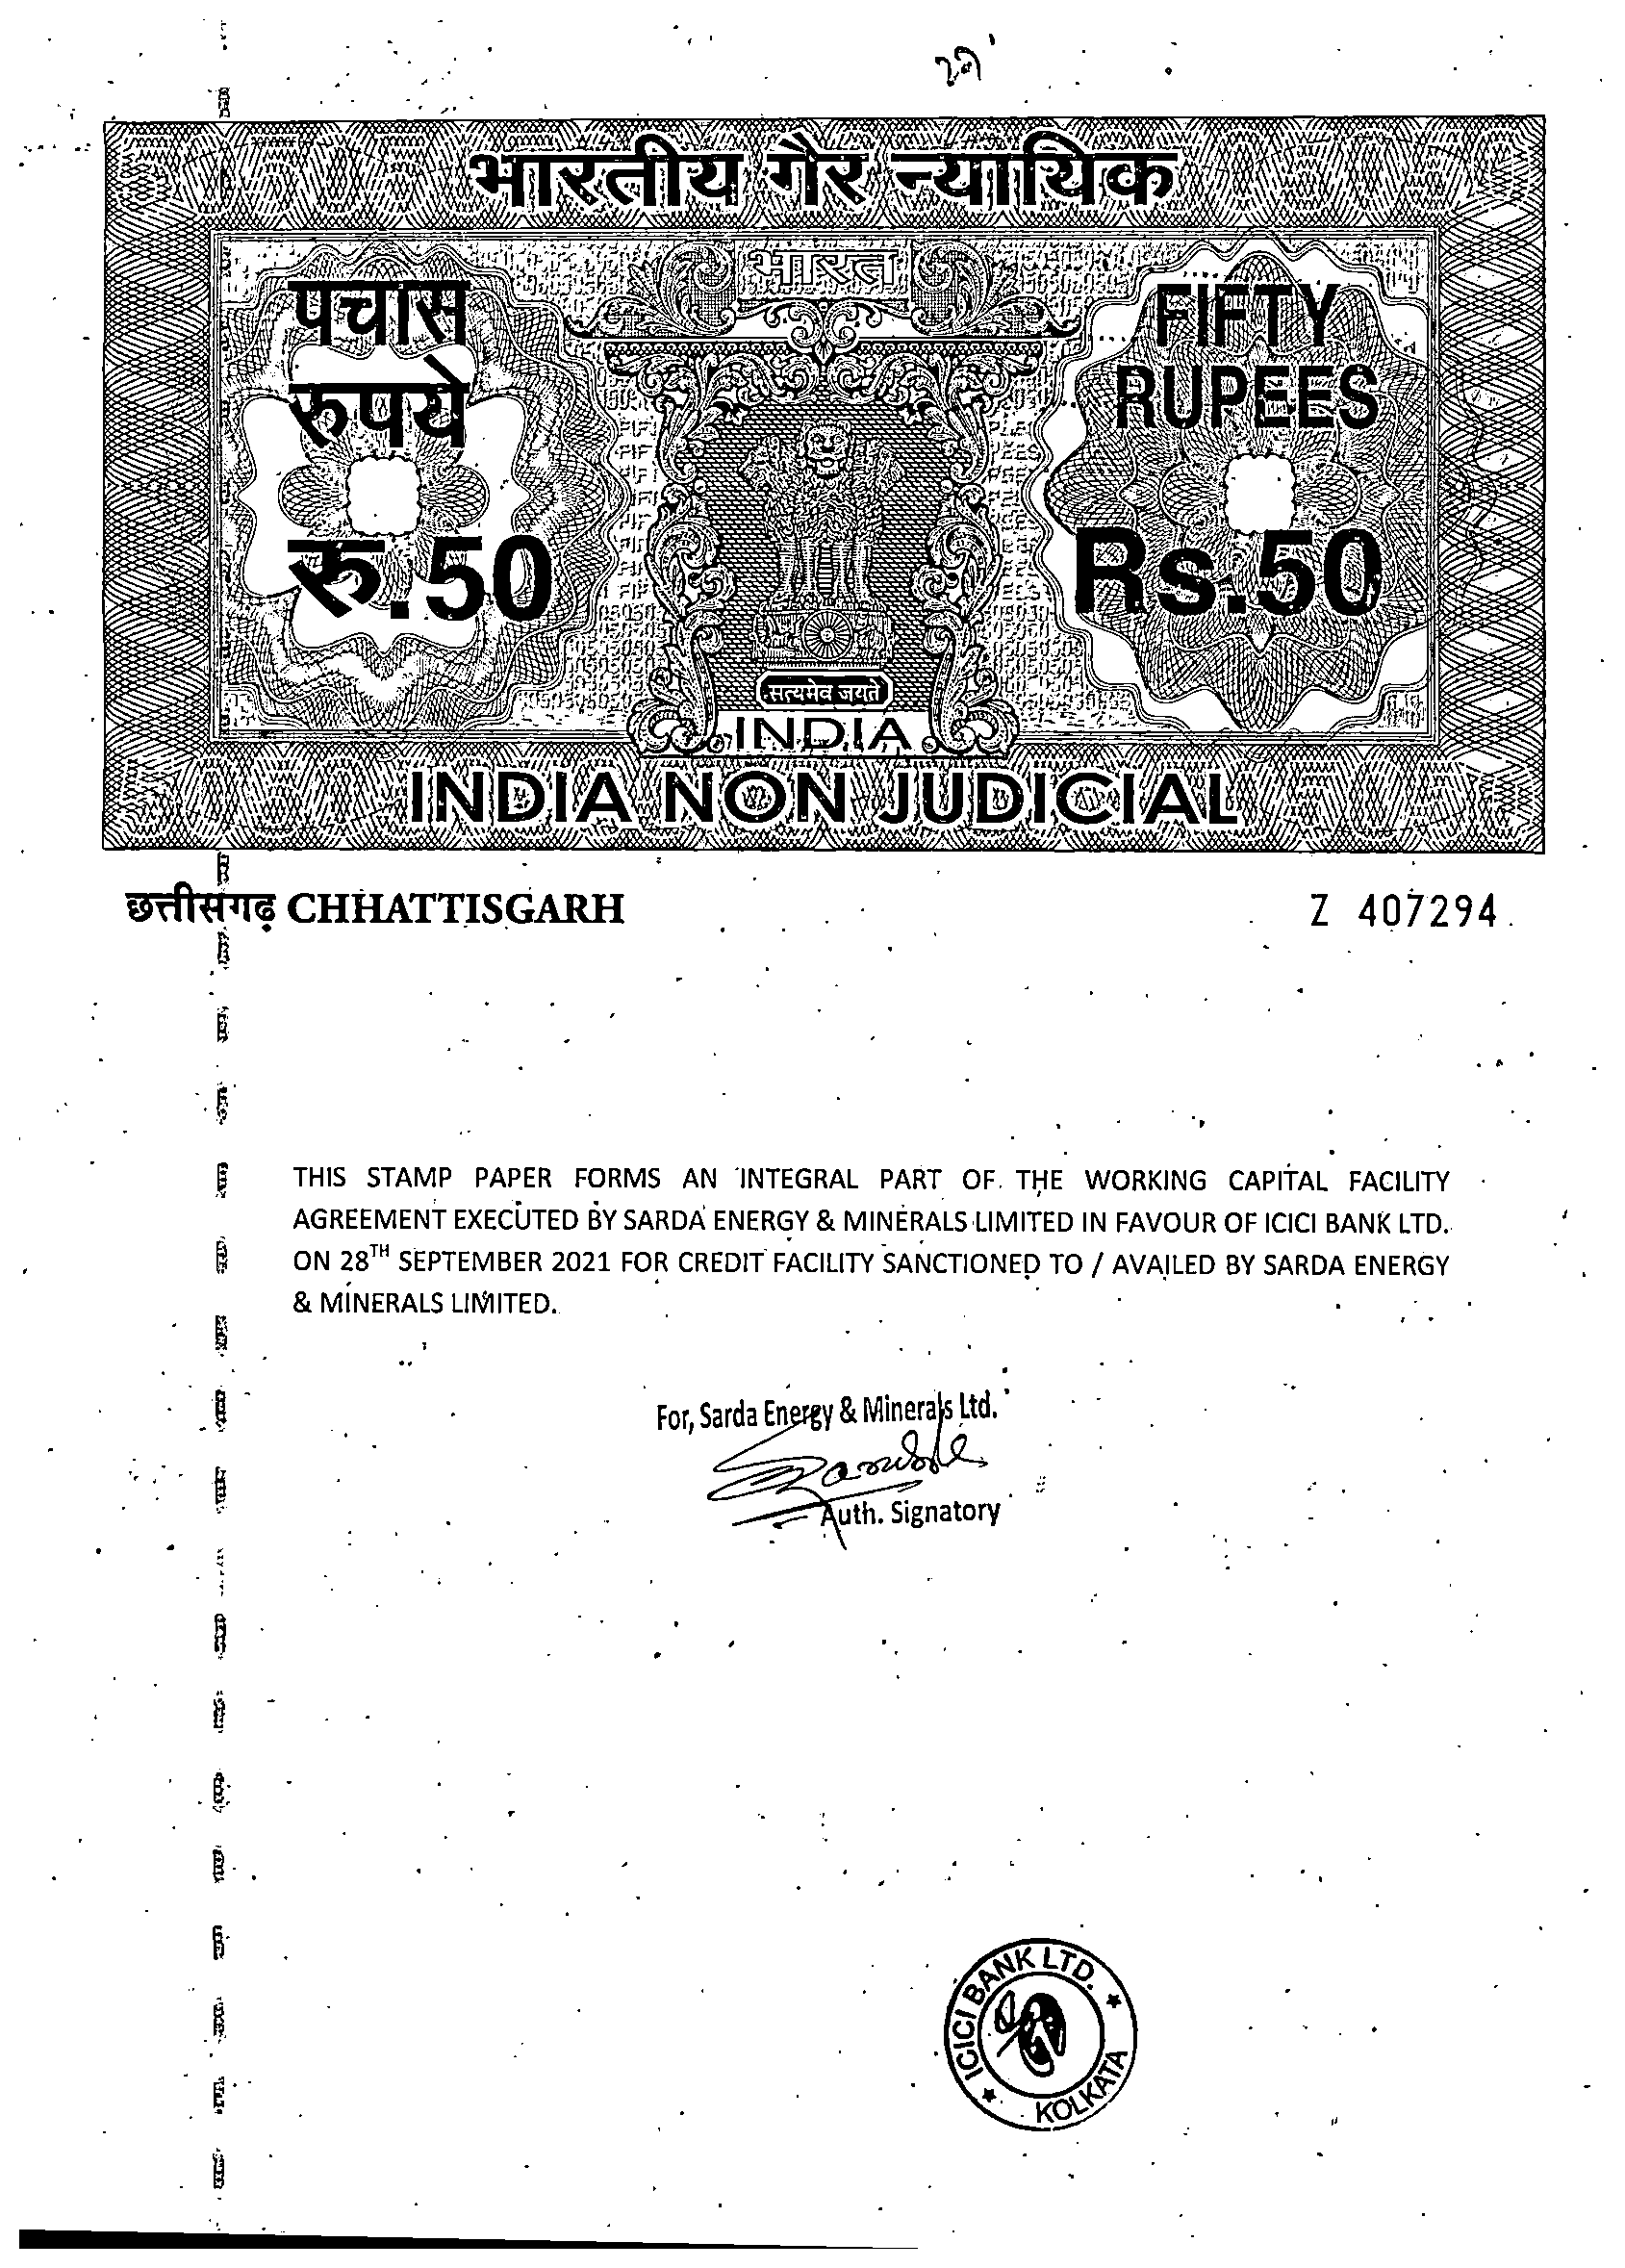 भारतीय गैर न्यायिक
भारत
पचास
रुपये
रु.50
FIFTY
RUPEES
Rs.50
सत्यमेव जयते
INDIA
INDIA NON JUDICIAL
छत्तीसगढ़ CHHATTISGARH
Z 407294
THIS STAMP PAPER FORMS AN INTEGRAL PART OF THE WORKING CAPITAL FACILITY
AGREEMENT EXECUTED BY SARDA ENERGY & MINERALS LIMITED IN FAVOUR OF ICICI BANK LTD.
ON 28TH SEPTEMBER 2021 FOR CREDIT FACILITY SANCTIONED TO / AVAILED BY SARDA ENERGY
& MINERALS LIMITED.
For, Sarda Energy & Minerals Ltd.
Auth. Signatory
ICICI BANK LTD.
KOLKATA